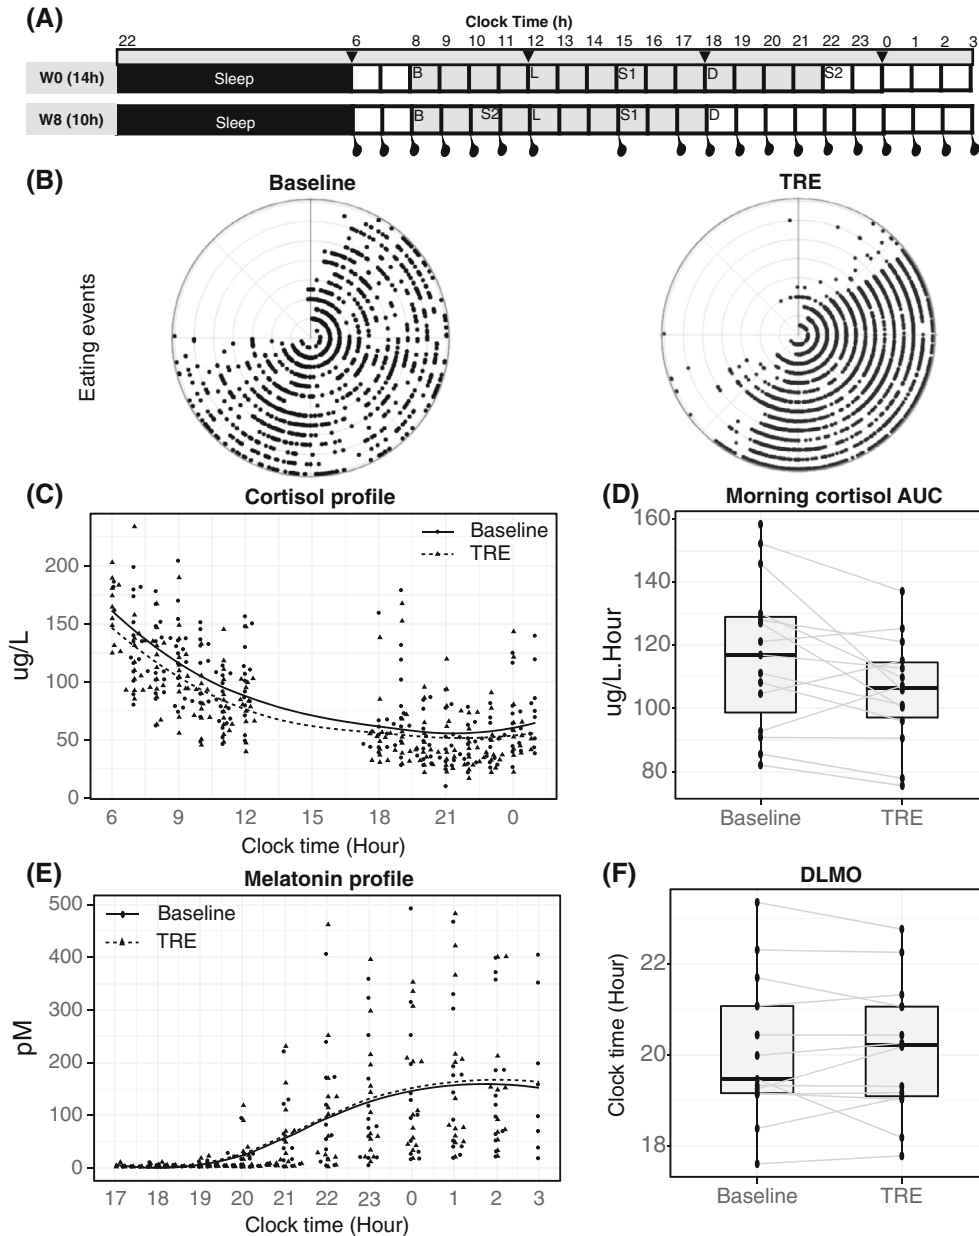 (A)
Clock Time (h)
22 6 8 9 10 11 12 13 14 15 16 17 18 19 20 21 22 23 0 1 2 3
W0 (14h) Sleep B L S1 D S2
W8 (10h) Sleep B S2 L S1 D
(B)
Baseline TRE
Eating events
(C) Cortisol profile
Baseline
TRE
ug/L
200
150
100
50
0
6 9 12 15 18 21 0
Clock time (Hour)
(D) Morning cortisol AUC
ug/L.Hour
160
140
120
100
80
Baseline TRE
(E) Melatonin profile
Baseline
TRE
pM
500
400
300
200
100
0
17 18 19 20 21 22 23 0 1 2 3
Clock time (Hour)
(F) DLMO
Clock time (Hour)
22
20
18
Baseline TRE